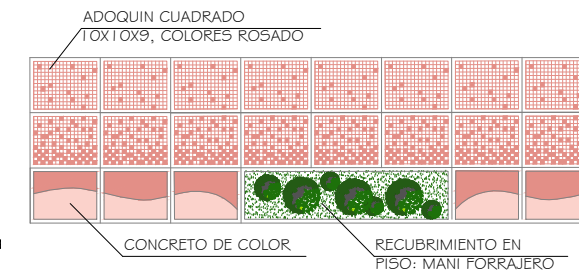 ADOQUIN CUADRADO
10X10X9, COLORES ROSADO
CONCRETO DE COLOR
RECUBRIMIENTO EN
PISO: MANI FORRAJERO